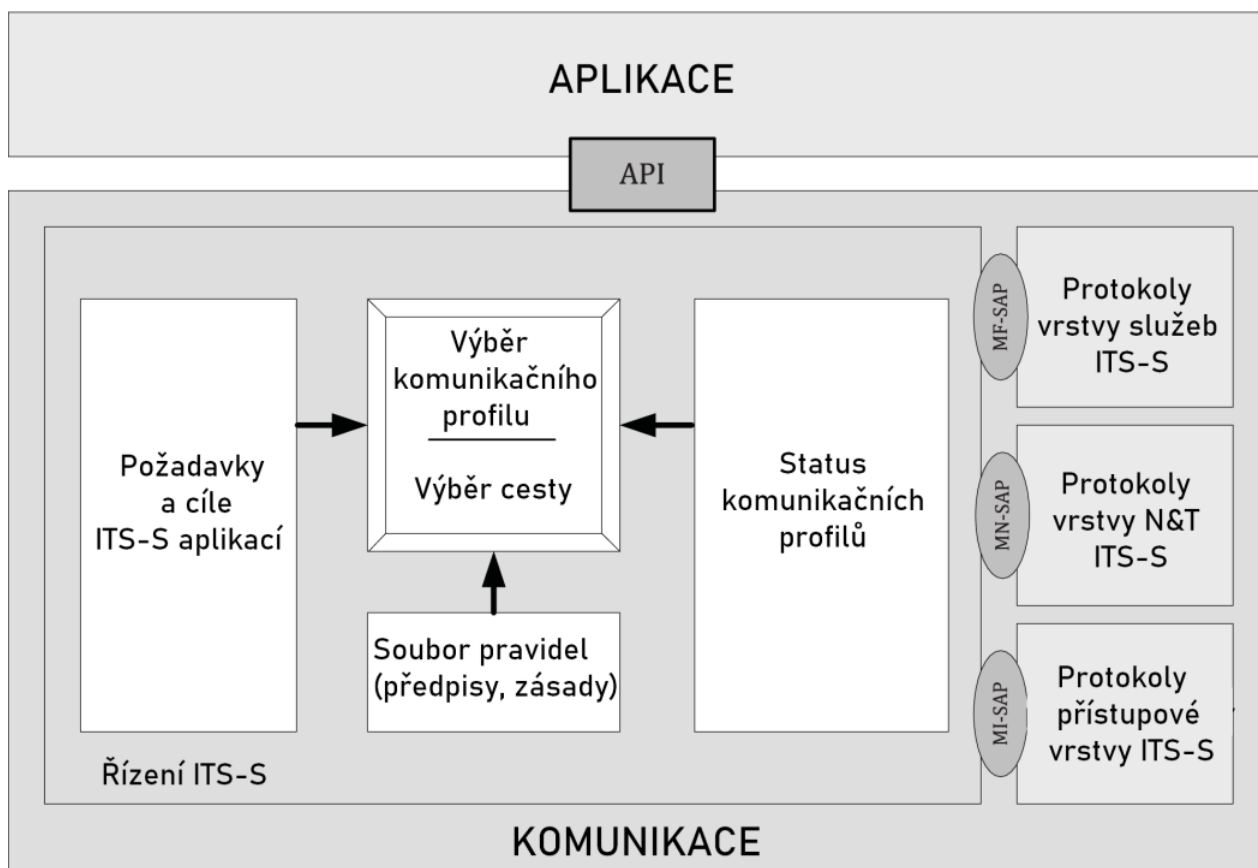 APLIKACE
API
Požadavky
a cíle
ITS-S aplikací
Výběr
komunikačního
profilu
Výběr cesty
Soubor pravidel
(předpisy, zásady)
Status
komunikačních
profilů
Řízení ITS-S
MF-SAP
Protokoly
vrstvy služeb
ITS-S
MN-SAP
Protokoly
vrstvy N&T
ITS-S
MI-SAP
Protokoly
přístupové
vrstvy ITS-S
KOMUNIKACE